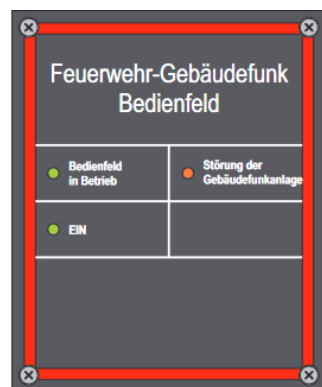 Feuerwehr-Gebäudefunk
Bedienfeld
Bedienfeld
in Betrieb
Störung der
Gebäudefunkanlage
EIN